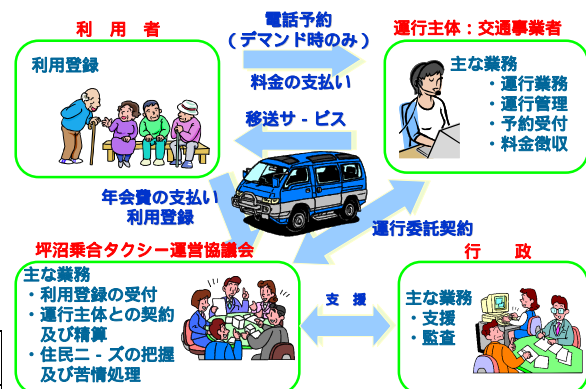 利　用　者
利用登録
電話予約
（デマンド時のみ）
料金の支払い
移送サ‐ビス
運行主体：交通事業者
主な業務
・運行業務
・運行管理
・予約受付
・料金徴収
年会費の支払い
利用登録
運行委託契約
坪沼乗合タクシー運営協議会
主な業務
・利用登録の受付
・運行主体との契約
及び精算
・住民ニ‐ズの把握
及び苦情処理
支　援
行　　政
主な業務
・支援
・監査